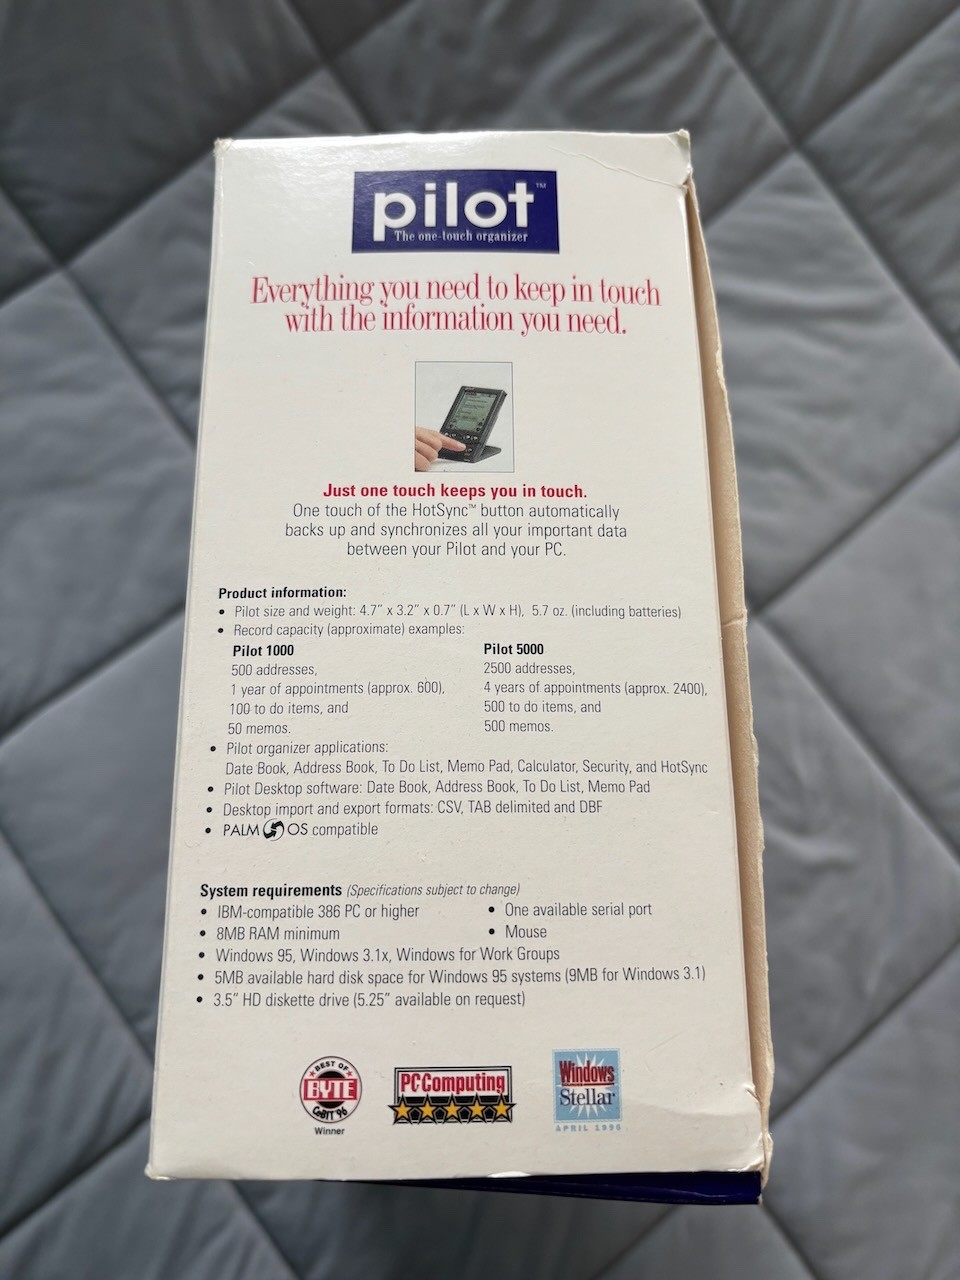 pilot™
The one-touch organizer
Everything you need to keep in touch
with the information you need.
Just one touch keeps you in touch.
One touch of the HotSync™ button automatically
backs up and synchronizes all your important data
between your Pilot and your PC.
Product information:
• Pilot size and weight: 4.7" x 3.2" x 0.7" (L x W x H), 5.7 oz. (including batteries)
• Record capacity (approximate) examples:
Pilot 1000
500 addresses,
1 year of appointments (approx. 600),
100 to do items, and
50 memos.
Pilot 5000
2500 addresses,
4 years of appointments (approx. 2400),
500 to do items, and
500 memos.
• Pilot organizer applications:
Date Book, Address Book, To Do List, Memo Pad, Calculator, Security, and HotSync
• Pilot Desktop software: Date Book, Address Book, To Do List, Memo Pad
• Desktop import and export formats: CSV, TAB delimited and DBF
• PALM OS compatible
System requirements (Specifications subject to change)
• IBM-compatible 386 PC or higher
• 8MB RAM minimum
• One available serial port
• Mouse
• Windows 95, Windows 3.1x, Windows for Work Groups
• 5MB available hard disk space for Windows 95 systems (9MB for Windows 3.1)
• 3.5" HD diskette drive (5.25" available on request)
BEST OF
BYTE
CeBIT '96
Winner
PC Computing
Windows
Stellar
APRIL 1996